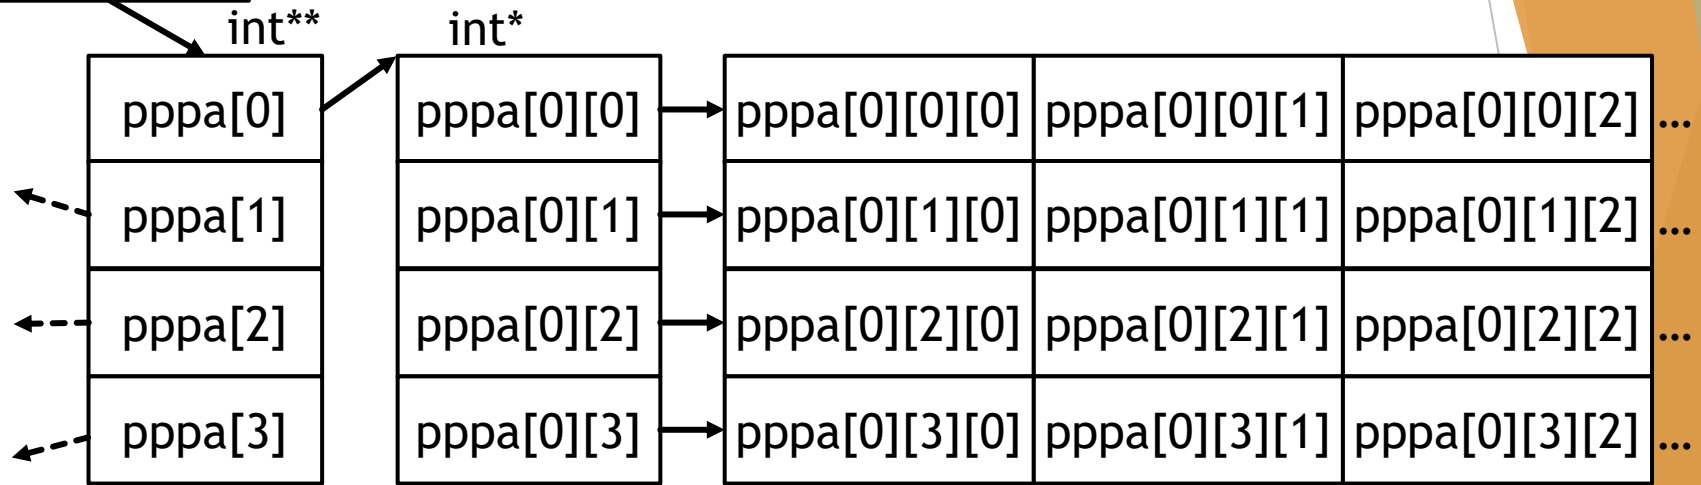 int** int*
pppa[0] pppa[0][0] pppa[0][0][0] pppa[0][0][1] pppa[0][0][2] ...
pppa[1] pppa[0][1] pppa[0][1][0] pppa[0][1][1] pppa[0][1][2] ...
pppa[2] pppa[0][2] pppa[0][2][0] pppa[0][2][1] pppa[0][2][2] ...
pppa[3] pppa[0][3] pppa[0][3][0] pppa[0][3][1] pppa[0][3][2] ...